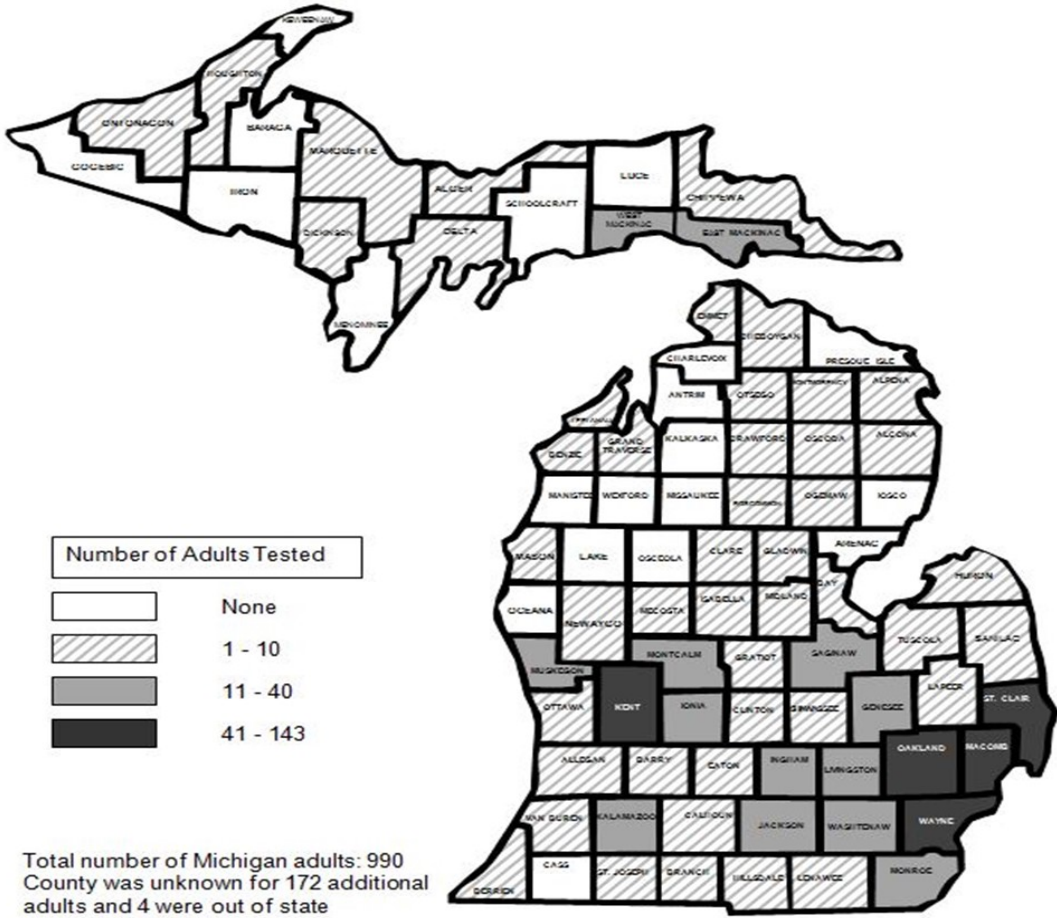 KEWEENAW
HOUGHTON
ONTONAGON
BARAGA
MARQUETTE
GOGEBIC
IRON
ALGER
LUCE
CHIPPEWA
SCHOOLCRAFT
WEST MACKINAC
EAST MACKINAC
DICKINSON
DELTA
MENOMINEE
EMMET
CHEBOYGAN
CHARLEVOIX
PRESQUE ISLE
ANTRIM
OTSEGO
ALPENA
GRAND TRAVERSE
KALKASKA
CRAWFORD
OSCODA
ALCONA
BENZIE
MANISTEE
WEXFORD
MISSAUKEE
ROSCOMMON
OGEMAW
IOSCO
MASON
LAKE
OSCEOLA
CLARE
GLADWIN
ARENAC
HURON
BAY
OCEANA
NEWAYGO
MECOSTA
ISABELLA
MIDLAND
TUSCOLA
SANILAC
MUSKEGON
MONTCALM
GRATIOT
SAGINAW
LAPEER
ST. CLAIR
OTTAWA
KENT
IONIA
CLINTON
GENESEE
OAKLAND
MACOMB
ALLEGAN
BARRY
EATON
INGHAM
LIVINGSTON
VAN BUREN
KALAMAZOO
CALHOUN
JACKSON
WASHTENAW
WAYNE
BERRIEN
CASS
ST. JOSEPH
BRANCH
HILLSDALE
LENAWEE
MONROE
Number of Adults Tested
None
1 - 10
11 - 40
41 - 143
Total number of Michigan adults: 990
County was unknown for 172 additional
adults and 4 were out of state